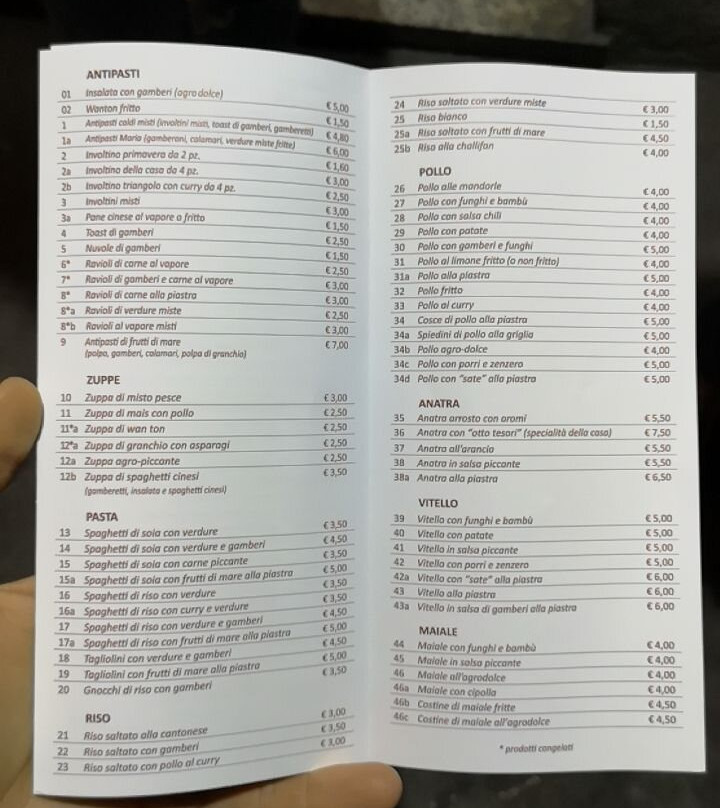 ANTIPASTI
01 Insalata con gamberi (agro dolce) € 5,00
02 Wanton fritto € 1,50
1 Antipasti caldi misti (involtini misti, toast di gamberi, gamberetti) € 4,80
1a Antipasti Maria (gamberoni, calamari, verdure miste fritte) € 6,00
2 Involtino primavera da 2 pz. € 1,60
2a Involtino della casa da 4 pz. € 3,00
2b Involtino triangolo con curry da 4 pz. € 2,50
3 Involtini misti € 3,00
3a Pane cinese al vapore o fritto € 1,50
4 Toast di gamberi € 2,50
5 Nuvole di gamberi € 1,50
6* Ravioli di carne al vapore € 2,50
7* Ravioli di gamberi e carne al vapore € 3,00
8* Ravioli di carne alla piastra € 3,00
8*a Ravioli di verdure miste € 2,50
8*b Ravioli al vapore misti € 3,00
9 Antipasti di frutti di mare € 7,00
(polpo, gamberi, calamari, polpa di granchio)
ZUPPE
10 Zuppa di misto pesce € 3,00
11 Zuppa di mais con pollo € 2,50
11*a Zuppa di wan ton € 2,50
12*a Zuppa di granchio con asparagi € 2,50
12a Zuppa agro-piccante € 2,50
12b Zuppa di spaghetti cinesi € 3,50
(gamberetti, insalata e spaghetti cinesi)
PASTA
13 Spaghetti di soia con verdure € 3,50
14 Spaghetti di soia con verdure e gamberi € 4,50
15 Spaghetti di soia con carne piccante € 3,50
15a Spaghetti di soia con frutti di mare alla piastra € 5,00
16 Spaghetti di riso con verdure € 3,50
16a Spaghetti di riso con curry e verdure € 3,50
17 Spaghetti di riso con verdure e gamberi € 4,50
17a Spaghetti di riso con frutti di mare alla piastra € 5,00
18 Tagliolini con verdure e gamberi € 4,50
19 Tagliolini con frutti di mare alla piastra € 5,00
20 Gnocchi di riso con gamberi € 3,50
RISO
21 Riso saltato alla cantonese € 3,00
22 Riso saltato con gamberi € 3,50
23 Riso saltato con pollo al curry € 3,00
24 Riso saltato con verdure miste € 3,00
25 Riso bianco € 1,50
25a Riso saltato con frutti di mare € 4,50
25b Riso alla chollifan € 4,00
POLLO
26 Pollo alle mandorle € 4,00
27 Pollo con funghi e bambù € 4,00
28 Pollo con salsa chili € 4,00
29 Pollo con patate € 4,00
30 Pollo con gamberi e funghi € 5,00
31 Pollo al limone fritto (o non fritto) € 4,00
31a Pollo alla piastra € 5,00
32 Pollo fritto € 4,00
33 Pollo al curry € 4,00
34 Cosce di pollo alla piastra € 5,00
34a Spiedini di pollo alla griglia € 5,00
34b Pollo agro-dolce € 4,00
34c Pollo con porri e zenzero € 5,00
34d Pollo con "sate" alla piastra € 5,00
ANATRA
35 Anatra arrosto con aromi € 5,50
36 Anatra con "otto tesori" (specialità della casa) € 7,50
37 Anatra all'arancia € 5,50
38 Anatra in salsa piccante € 5,50
38a Anatra alla piastra € 6,50
VITELLO
39 Vitello con funghi e bambù € 5,00
40 Vitello con patate € 5,00
41 Vitello in salsa piccante € 5,00
42 Vitello con porri e zenzero € 5,00
42a Vitello con "sate" alla piastra € 6,00
43 Vitello alla piastra € 6,00
43a Vitello in salsa di gamberi alla piastra € 6,00
MAIALE
44 Maiale con funghi e bambù € 4,00
45 Maiale in salsa piccante € 4,00
46 Maiale all'agrodolce € 4,00
46a Maiale con cipolla € 4,00
46b Costine di maiale fritte € 4,50
46c Costine di maiale all'agrodolce € 4,50
* prodotti congelati